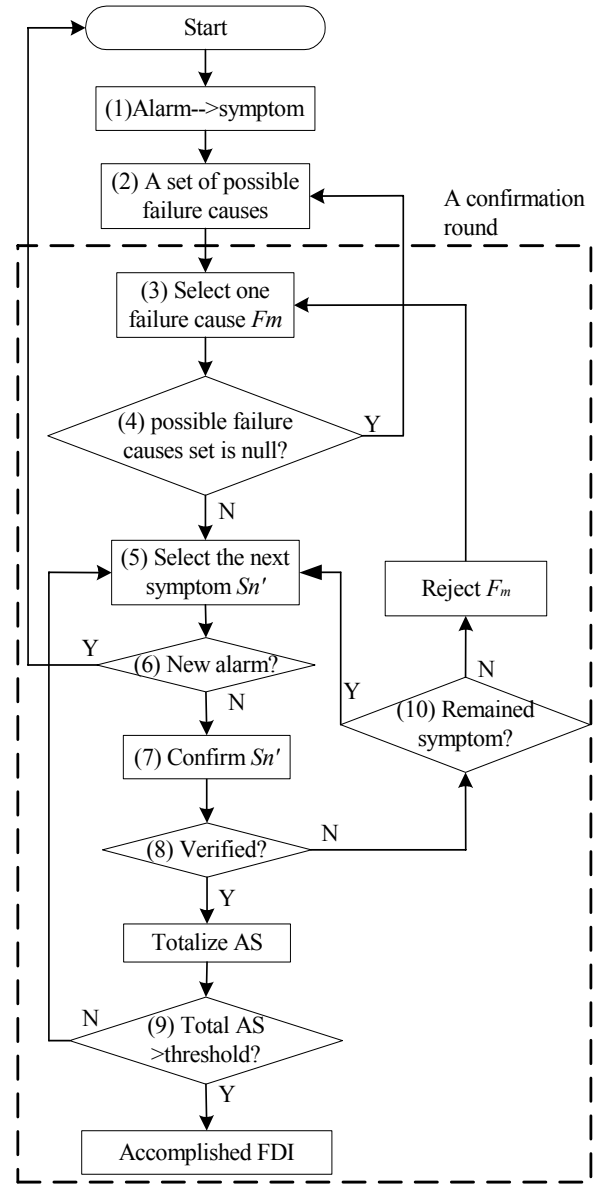 Start
(1)Alarm-->symptom
(2) A set of possible
failure causes
A confirmation
round
(3) Select one
failure cause Fm
(4) possible failure
causes set is null?
Y
N
(5) Select the next
symptom Sn'
Reject Fm
Y
(6) New alarm?
N
Y
N
(10) Remained
symptom?
(7) Confirm Sn'
(8) Verified?
N
Y
Totalize AS
N
(9) Total AS
>threshold?
Y
Accomplished FDI